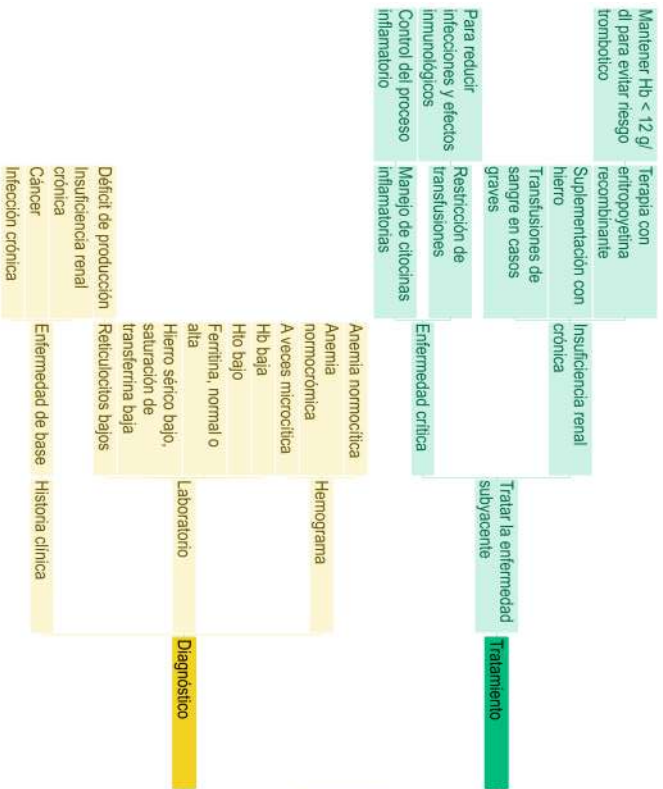 Tratamiento
Tratar la enfermedad
subyacente
Insuficiencia renal
crónica
Terapia con
eritropoyetina
recombinante
Mantener Hb < 12 g/
dl para evitar riesgo
trombotico
Suplementación con
hierro
Transfusiones de
sangre en casos
graves
Enfermedad crítica
Restricción de
transfusiones
Para reducir
infecciones y efectos
inmunológicos
Manejo de citocinas
inflamatorias
Control del proceso
inflamatorio
Diagnóstico
Hemograma
Anemia normocítica
Anemia
normocrómica
A veces microcítica
Laboratorio
Hb baja
Hto bajo
Ferritina, normal o
alta
Hierro sérico bajo,
saturación de
transferrina baja
Reticulocitos bajos
Historia clínica
Enfermedad de base
Déficit de producción
Insuficiencia renal
crónica
Cáncer
Infección crónica